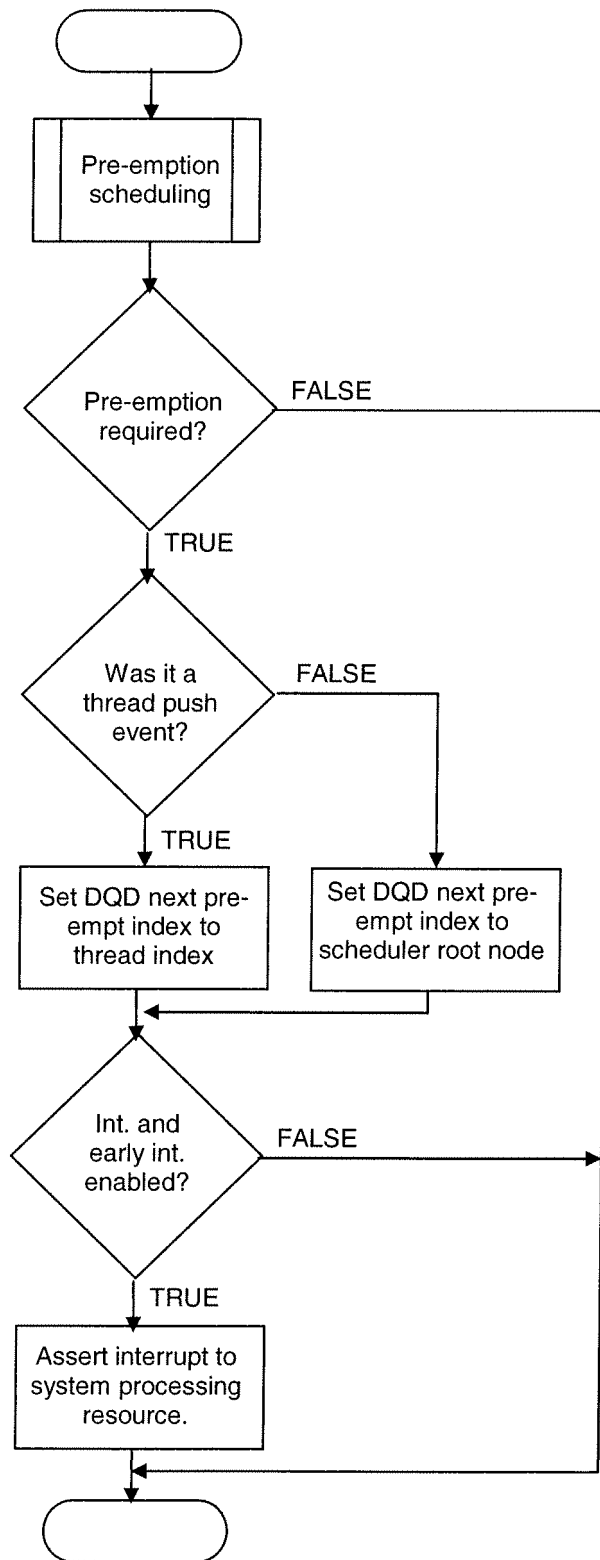 Pre-emption
scheduling
Pre-emption
required?
FALSE
TRUE
Was it a
thread push
event?
FALSE
TRUE
Set DQD next pre-
empt index to
thread index
Set DQD next pre-
empt index to
scheduler root node
Int. and
early int.
enabled?
FALSE
TRUE
Assert interrupt to
system processing
resource.